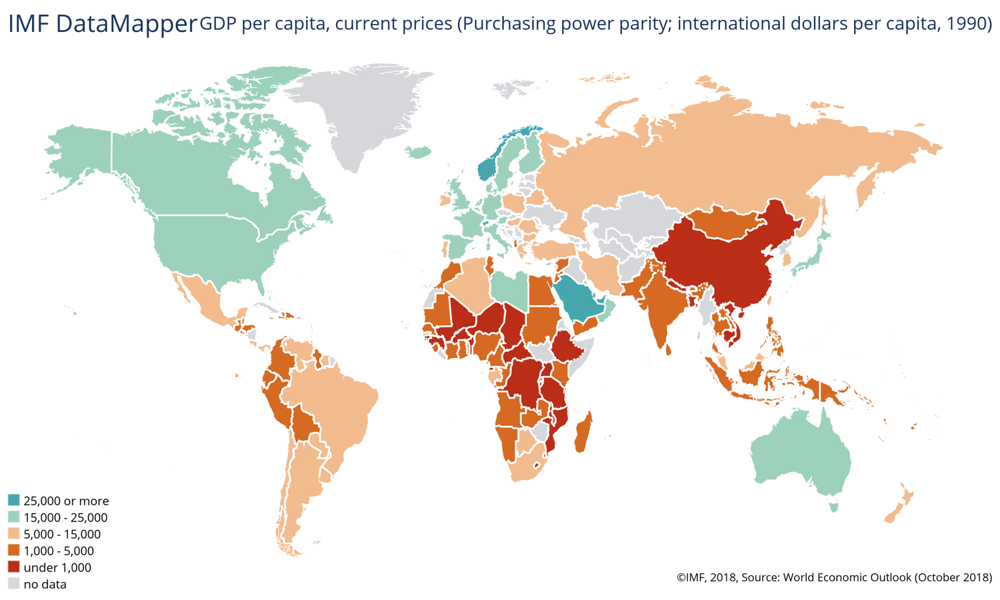 IMF DataMapper GDP per capita, current prices (Purchasing power parity; international dollars per capita, 1990)
25,000 or more
15,000 - 25,000
5,000 - 15,000
1,000 - 5,000
under 1,000
no data
©IMF, 2018, Source: World Economic Outlook (October 2018)